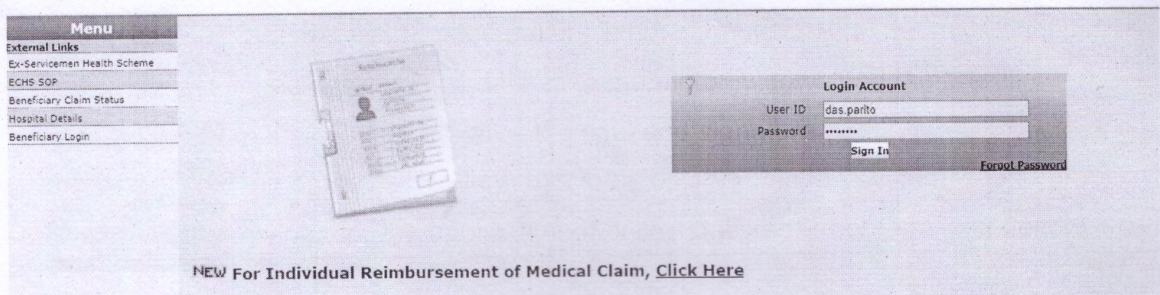 Menu
External Links
Ex-Servicemen Health Scheme
ECHS SOP
Beneficiary Claim Status
Hospital Details
Beneficiary Login
Login Account
User ID das.parito
Password ••••••••
Sign In
Forgot Password
NEW For Individual Reimbursement of Medical Claim, Click Here